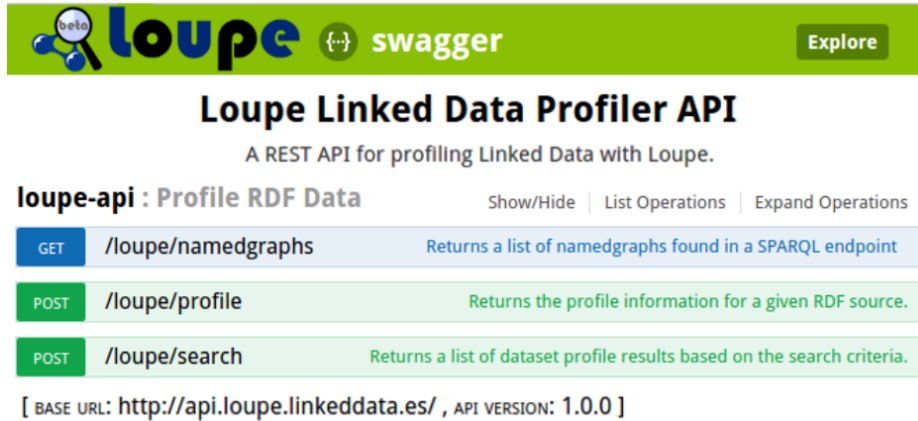 beta loupe {··} swagger Explore
Loupe Linked Data Profiler API
A REST API for profiling Linked Data with Loupe.
loupe-api : Profile RDF Data Show/Hide List Operations Expand Operations
GET /loupe/namedgraphs Returns a list of namedgraphs found in a SPARQL endpoint
POST /loupe/profile Returns the profile information for a given RDF source.
POST /loupe/search Returns a list of dataset profile results based on the search criteria.
[ BASE URL: http://api.loupe.linkeddata.es/ , API VERSION: 1.0.0 ]